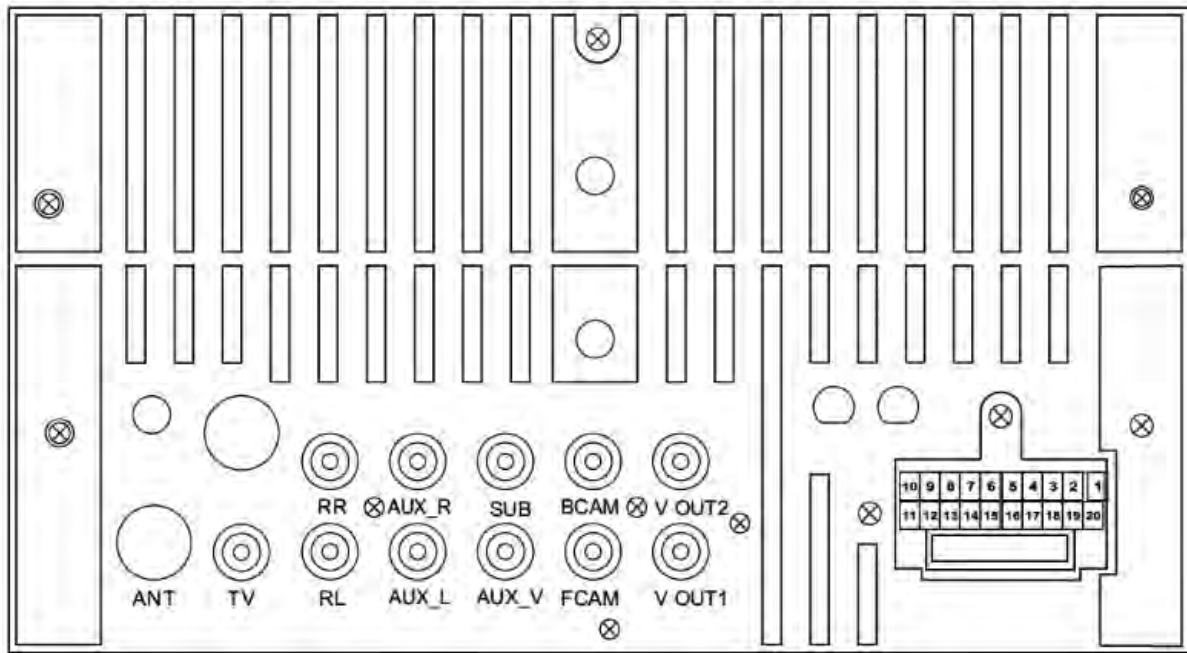 10 9 8 7 6 5 4 3 2 1
RR AUX_R SUB BCAM V OUT2
11 12 13 14 15 16 17 18 19 20
ANT TV RL AUX_L AUX_V FCAM V OUT1